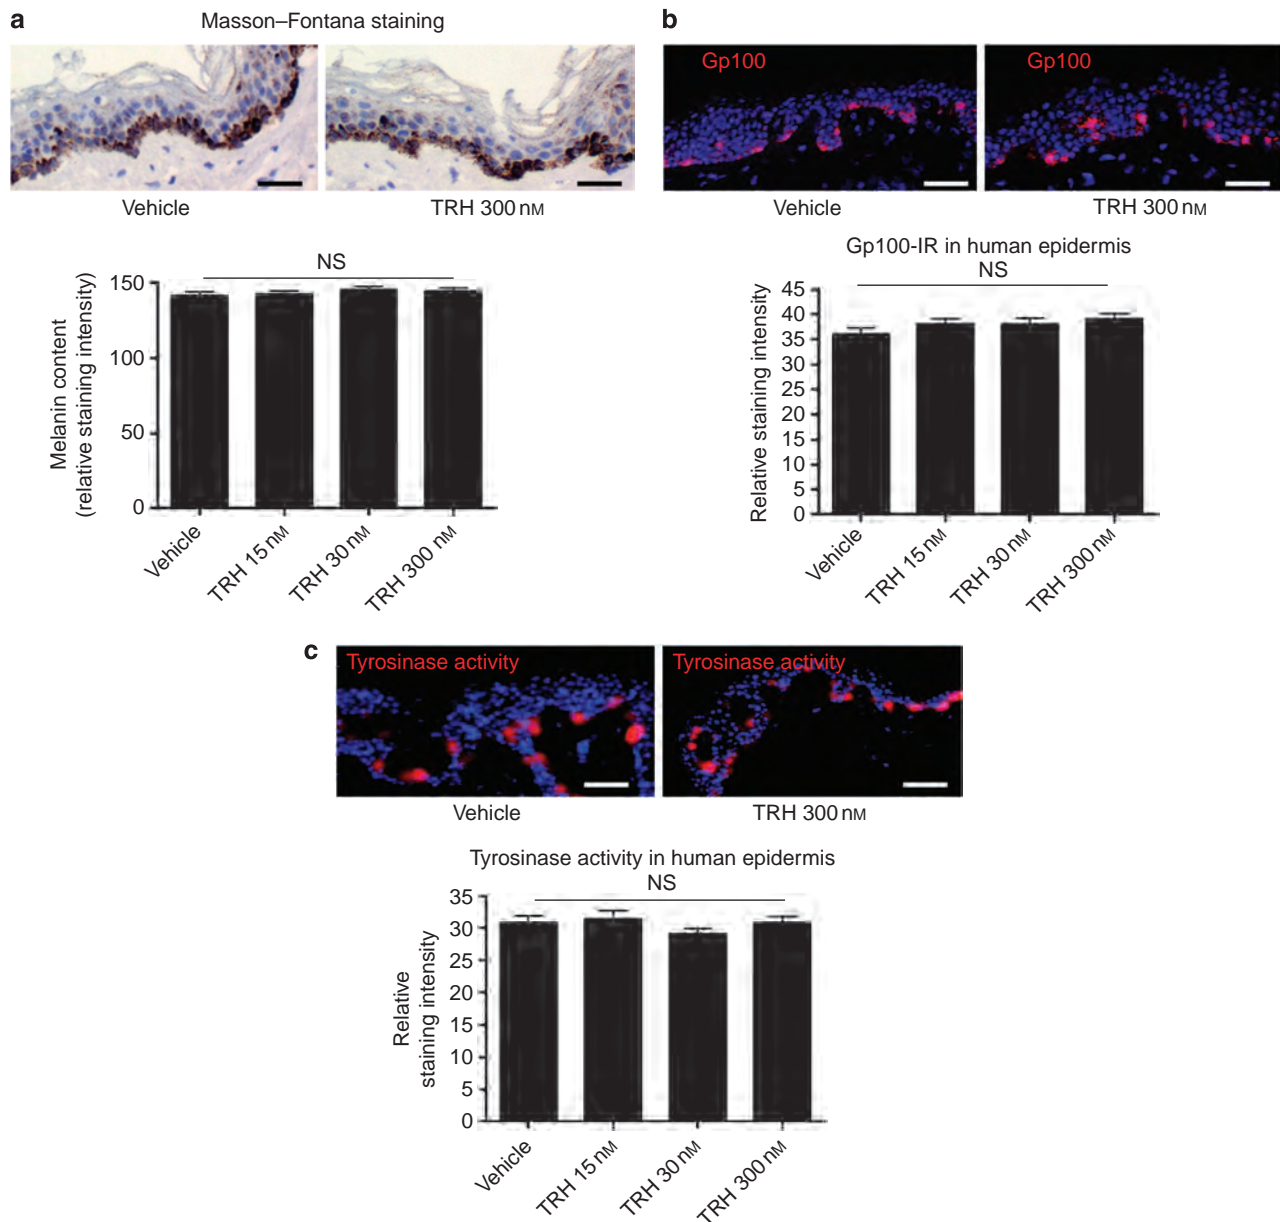 a
Masson–Fontana staining
Vehicle
TRH 300 nM
NS
Melanin content
(relative staining intensity)
150
100
50
0
Vehicle
TRH 15 nM
TRH 30 nM
TRH 300 nM
b
Gp100
Gp100
Vehicle
TRH 300 nM
Gp100-IR in human epidermis
NS
Relative staining intensity
45
40
35
30
25
20
15
10
5
0
Vehicle
TRH 15 nM
TRH 30 nM
TRH 300 nM
c
Tyrosinase activity
Tyrosinase activity
Vehicle
TRH 300 nM
Tyrosinase activity in human epidermis
NS
Relative
staining intensity
35
30
25
20
15
10
5
0
Vehicle
TRH 15 nM
TRH 30 nM
TRH 300 nM